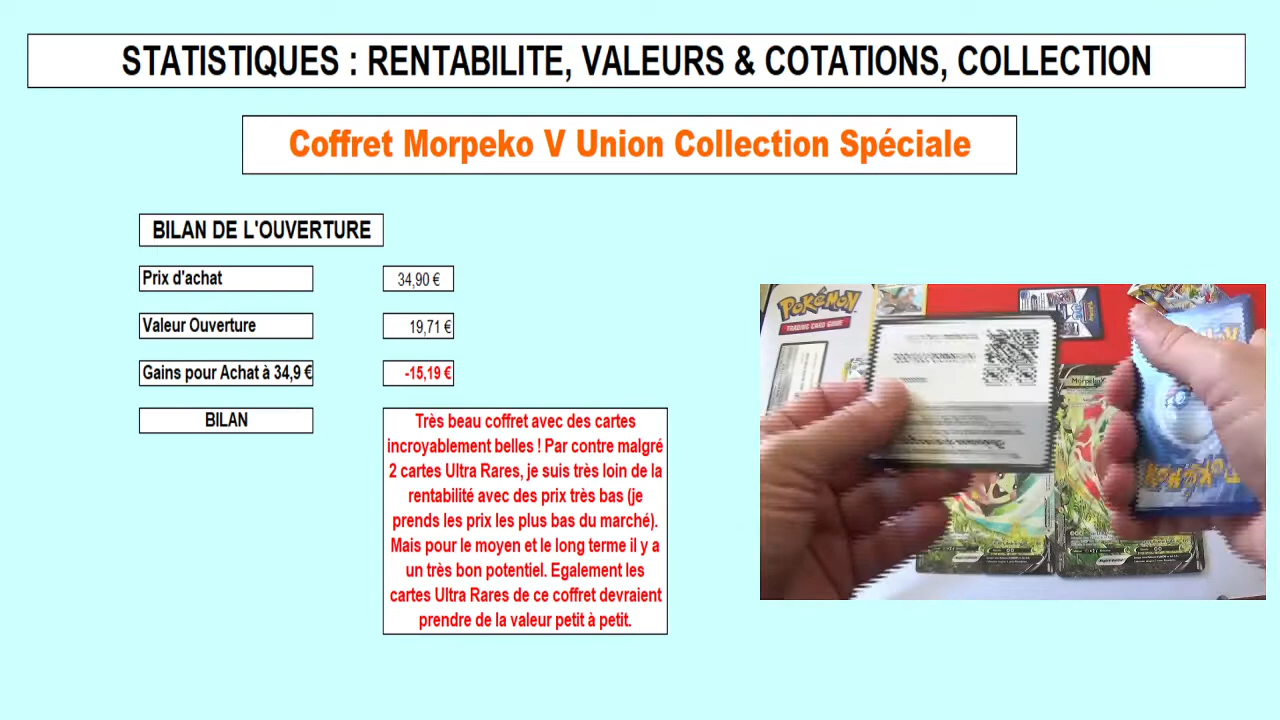 STATISTIQUES : RENTABILITE, VALEURS & COTATIONS, COLLECTION
Coffret Morpeko V Union Collection Spéciale
BILAN DE L'OUVERTURE
Prix d'achat
34,90 €
Valeur Ouverture
19,71 €
Gains pour Achat à 34,9 €
-15,19 €
BILAN
Très beau coffret avec des cartes
incroyablement belles ! Par contre malgré
2 cartes Ultra Rares, je suis très loin de la
rentabilité avec des prix très bas (je
prends les prix les plus bas du marché).
Mais pour le moyen et le long terme il y a
un très bon potentiel. Egalement les
cartes Ultra Rares de ce coffret devraient
prendre de la valeur petit à petit.
POKéMON
TRADING CARD GAME
Morpeko